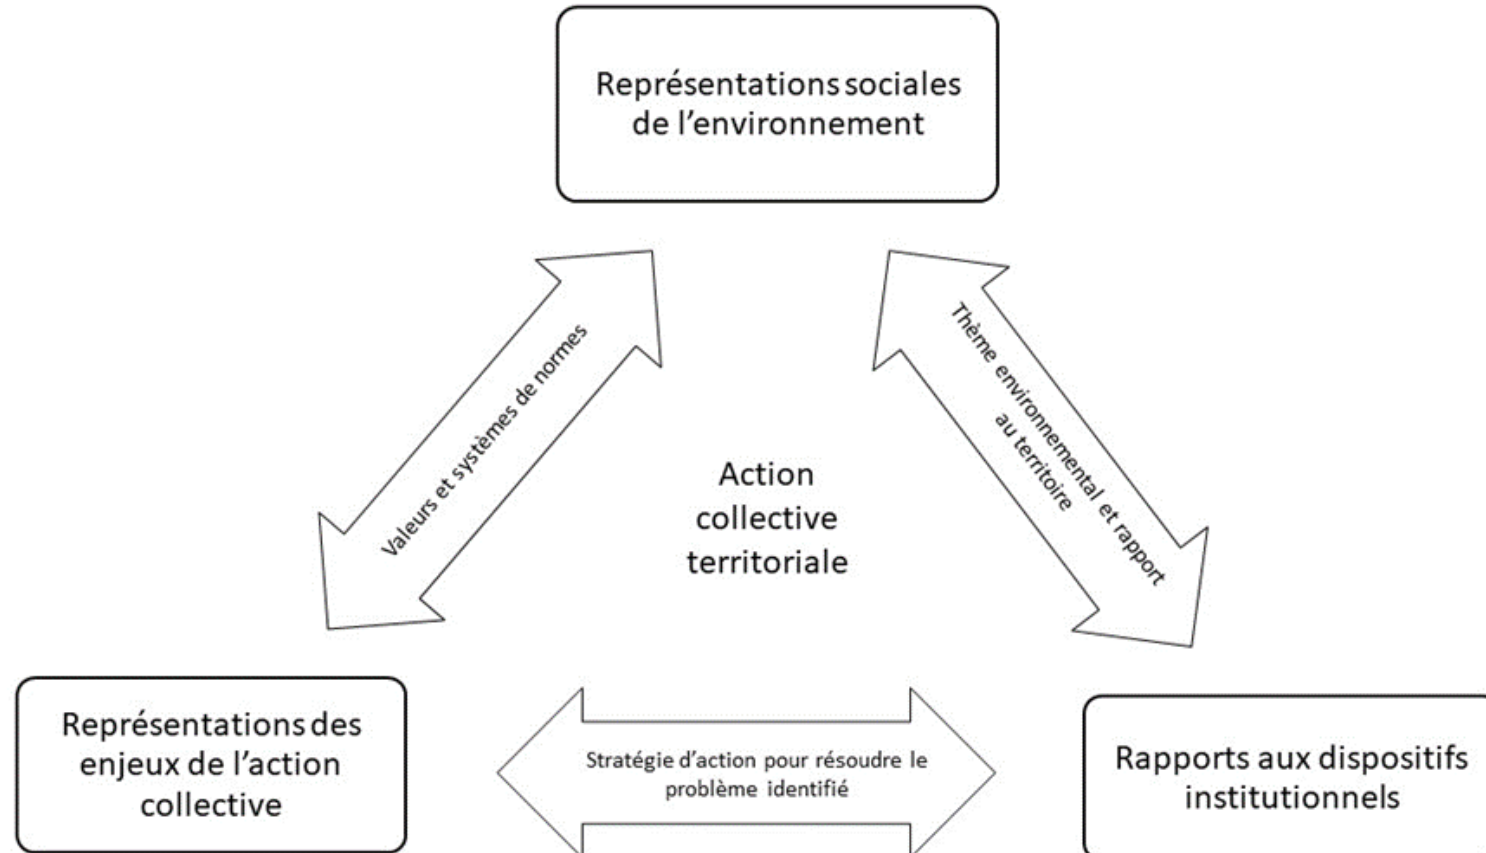 Représentations sociales
de l’environnement
Valeurs et systèmes de normes
Thème environnemental et rapport
au territoire
Action
collective
territoriale
Représentations des
enjeux de l’action
collective
Stratégie d’action pour résoudre le
problème identifié
Rapports aux dispositifs
institutionnels